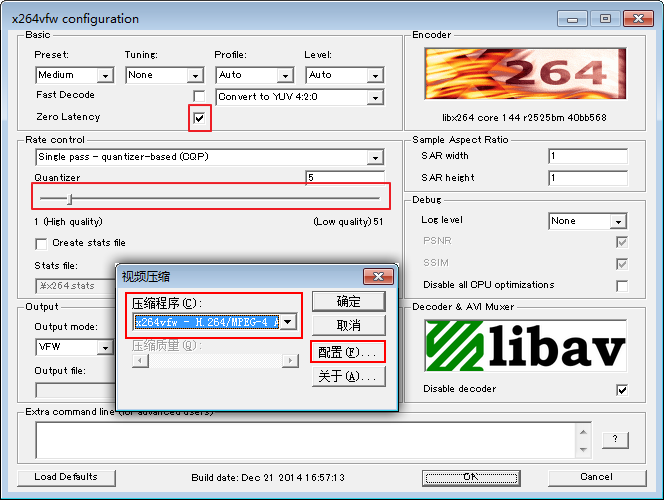 x264vfw configuration
Basic
Preset:
Tuning:
Profile:
Level:
Medium
None
Auto
Auto
Fast Decode
Convert to YUV 4:2:0
Zero Latency
Rate control
Single pass - quantizer-based (CQP)
Quantizer
5
1 (High quality)
(Low quality) 51
Create stats file
Stats file:
.¥x264.stats
Output
Output mode:
VFW
Output file:
Extra command line (for advanced users)
Load Defaults
Build date: Dec 21 2014 16:57:13
OK
Cancel
?
Encoder
264
libx264 core 144 r2525bm 40bb568
Sample Aspect Ratio
SAR width
1
SAR height
1
Debug
Log level
None
PSNR
SSIM
Disable all CPU optimizations
Decoder & AVI Muxer
libav
Disable decoder
视频压缩
压缩程序(C):
x264vfw - H.264/MPEG-4
压缩质量(Q):
确定
取消
配置(F)...
关于(A)...